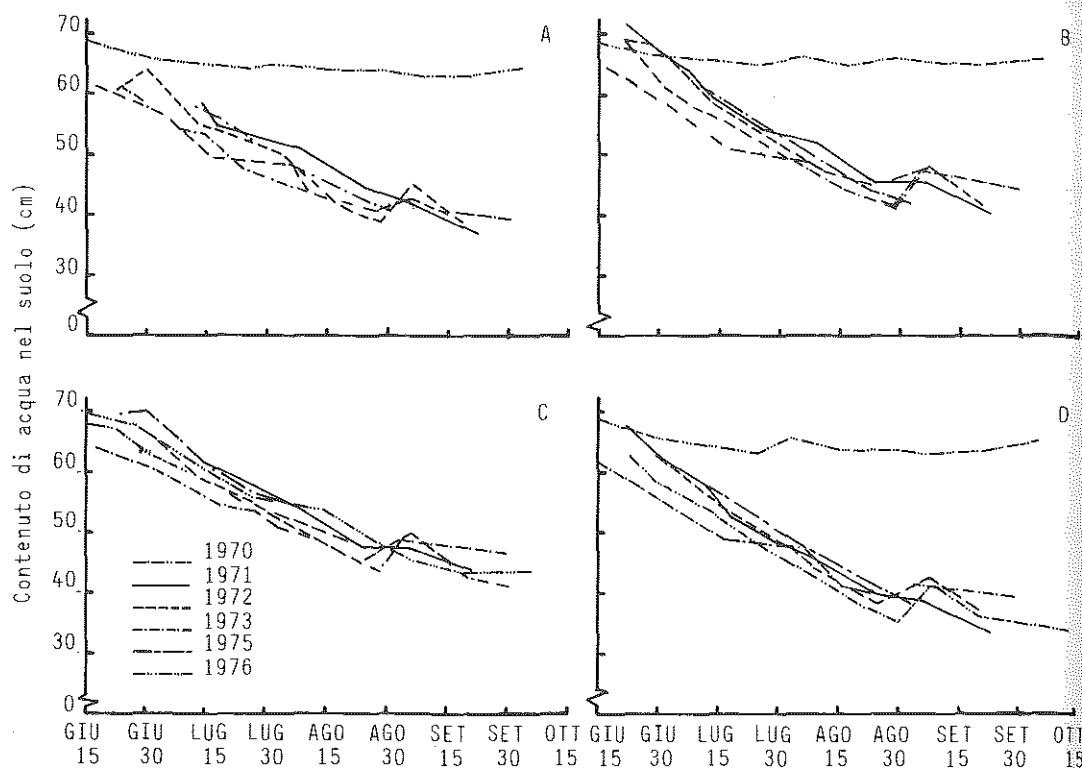 Contenuto di acqua nel suolo (cm)
70
60
50
40
30
0
A
B
70
60
50
40
30
0
C
D
1970
1971
1972
1973
1975
1976
GIU GIU LUG LUG AGO AGO SET SET OTT
15 30 15 30 15 30 15 30 15
GIU GIU LUG LUG AGO AGO SET SET OTT
15 30 15 30 15 30 15 30 15